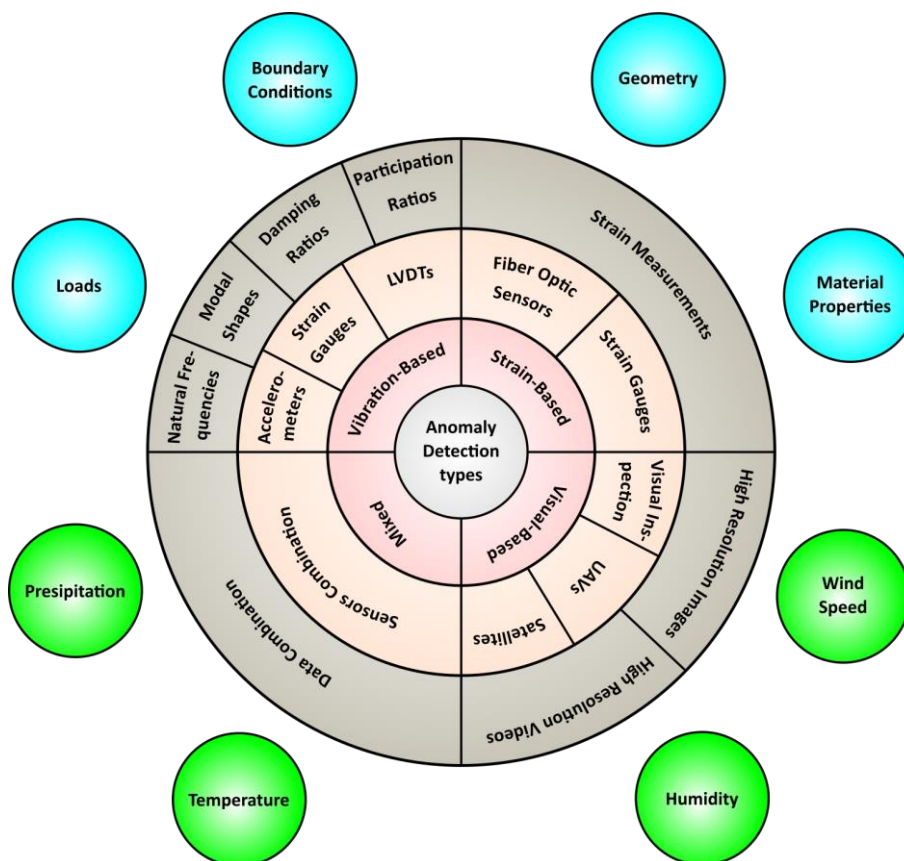 Boundary
Conditions
Geometry
Participation
Ratios
Damping
Ratios
Strain Measurements
Modal
Shapes
LVDTs
Fiber Optic
Sensors
Loads
Material
Properties
Strain
Gauges
Strain Gauges
Natural Fre-
quencies
Accelero-
meters
Vibration-Based
Strain-Based
Anomaly
Detection
types
Mixed
Visual-Based
Visual Ins-
pection
High Resolution Images
Sensors Combination
UAVs
Satellites
Data Combination
High Resolution Videos
Presipitation
Wind
Speed
Temperature
Humidity